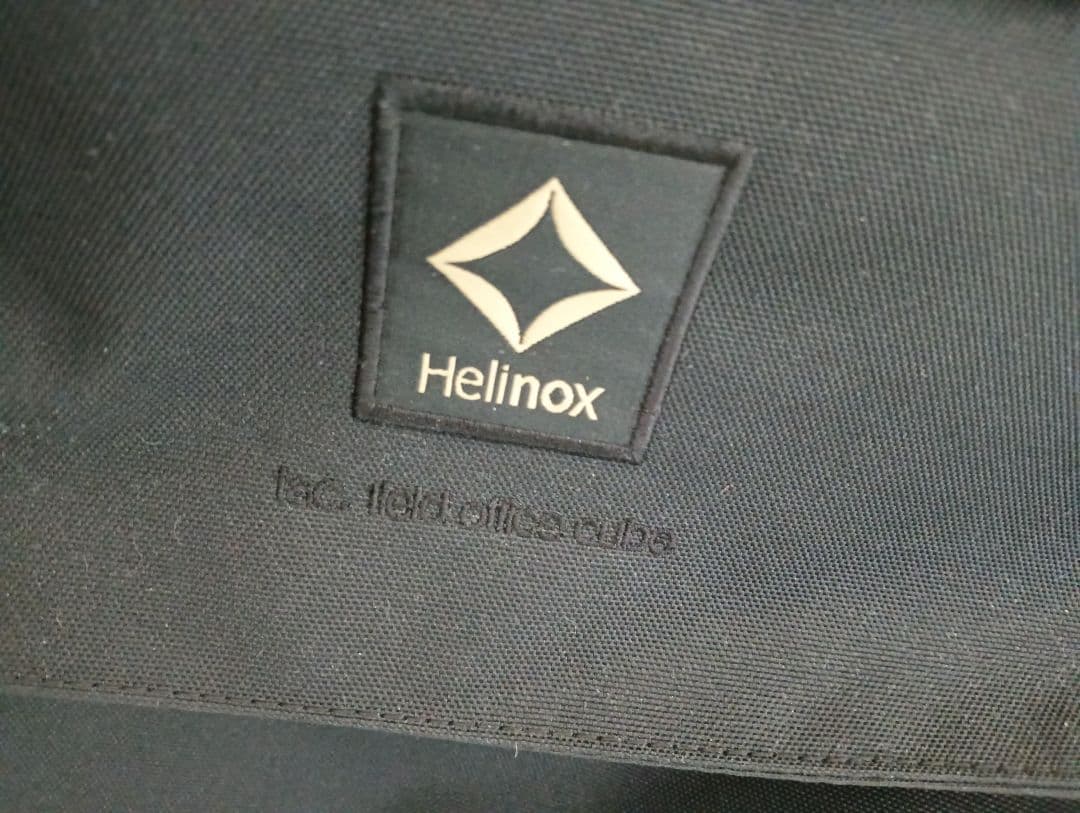 Helinox
tac. field office cube